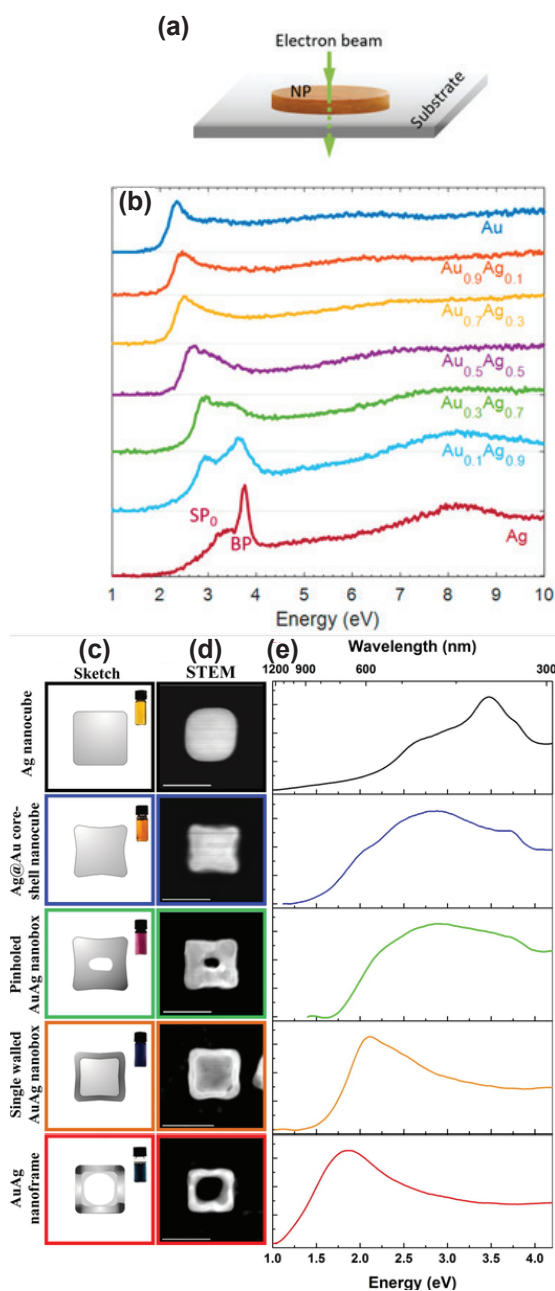 (a)
Electron beam
NP
Substrate
(b)
Au
Au0.9Ag0.1
Au0.7Ag0.3
Au0.5Ag0.5
Au0.3Ag0.7
Au0.1Ag0.9
SP0
BP
Ag
1 2 3 4 5 6 7 8 9 10
Energy (eV)
(c) (d) (e)
Sketch
STEM
Wavelength (nm)
1200 900 600 300
Ag nanocube
Ag@Au core-
shell nanocube
Pinholed
AuAg nanobox
Single walled
AuAg nanobox
AuAg
nanoframe
1.0 1.5 2.0 2.5 3.0 3.5 4.0
Energy (eV)